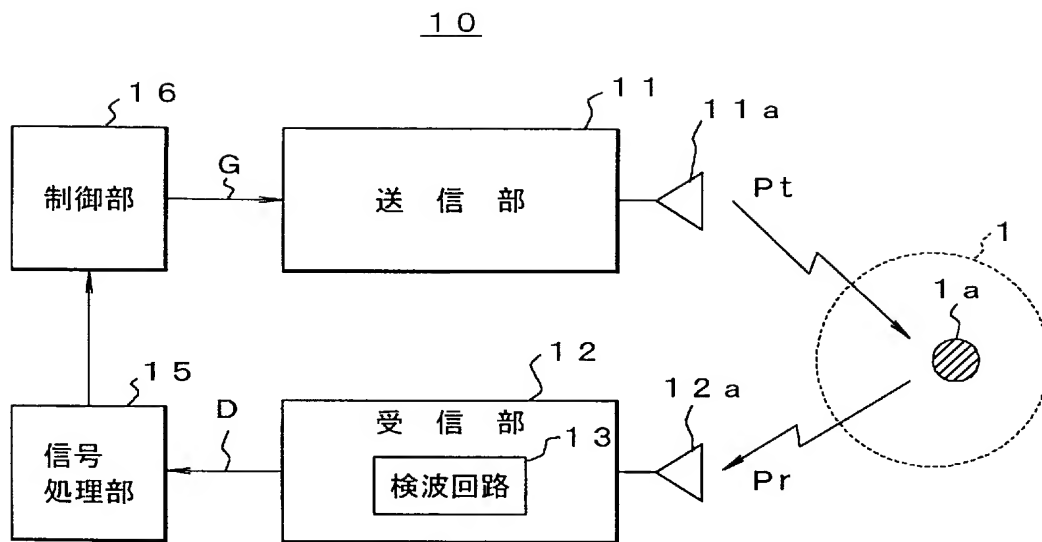 １０
１６
１１
１１a
制御部
G
送信部
Pt
１
１a
１５
１２
１２a
信号
処理部
D
受信部
１３
検波回路
Pr